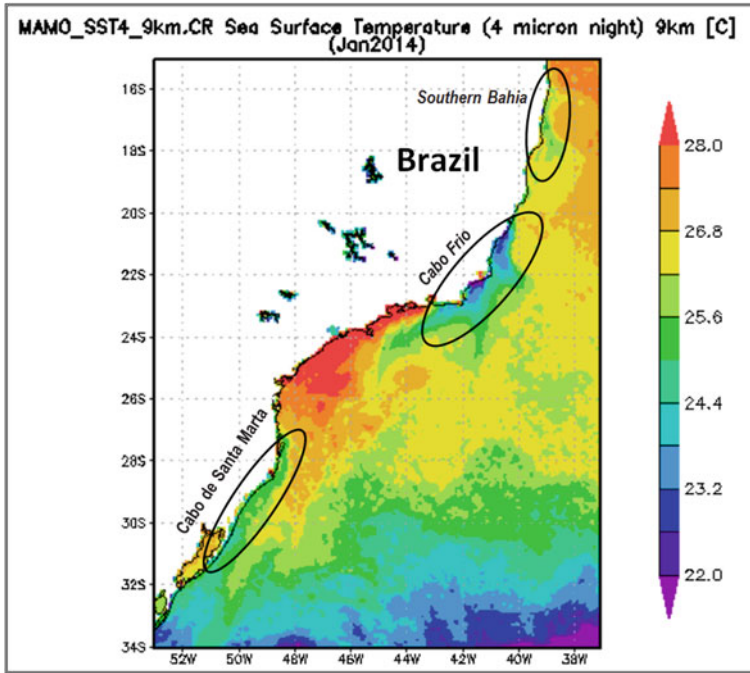 MAMO_SST4_9km.CR Sea Surface Temperature (4 micron night) 9km [C]
(Jan2014)
Southern Bahia
Brazil
Cabo Frio
Cabo de Santa Marta
16S
18S
20S
22S
24S
26S
28S
30S
32S
34S
52W 50W 48W 46W 44W 42W 40W 38W
28.0
26.8
25.6
24.4
23.2
22.0